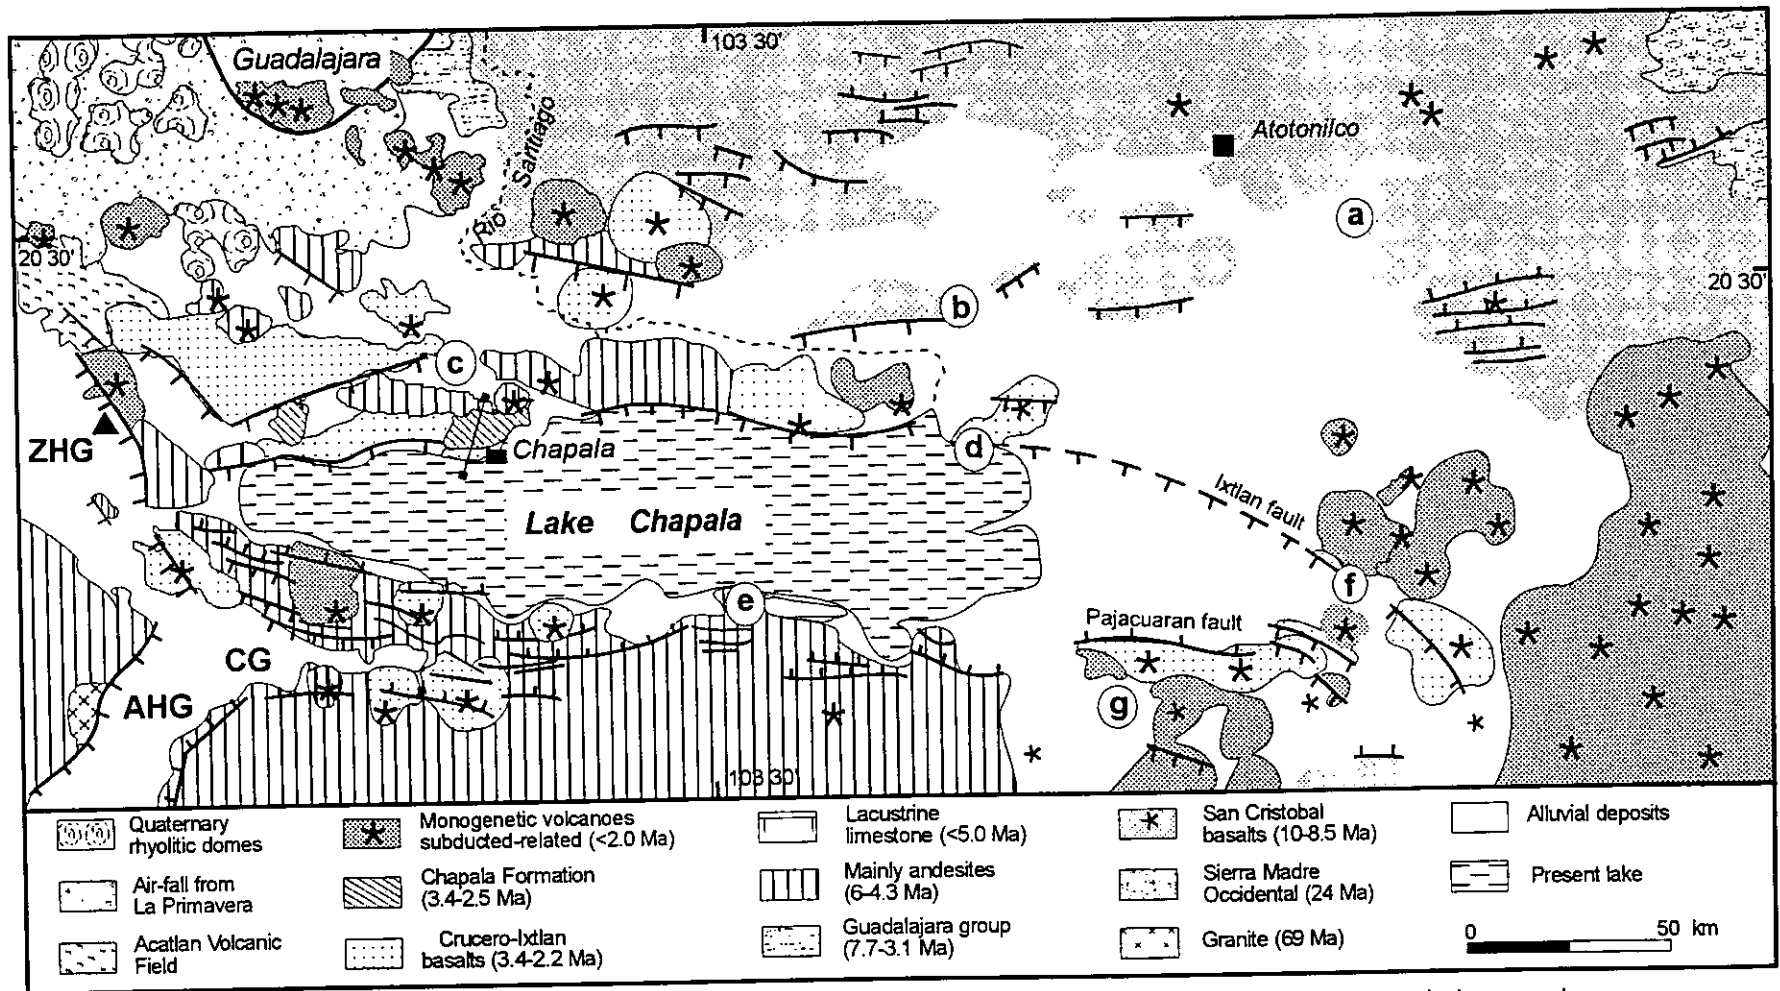 Guadalajara
103 30'
Atotonilco
Rio Santiago
a
20 30'
20 30'
b
c
ZHG
Chapala
d
Ixtlan fault
Lake Chapala
f
e
Pajacuaran fault
CG
AHG
g
103 30'
Quaternary
rhyolitic domes
Air-fall from
La Primavera
Acatlan Volcanic
Field
Monogenetic volcanoes
subducted-related (<2.0 Ma)
Chapala Formation
(3.4-2.5 Ma)
Crucero-Ixtlan
basalts (3.4-2.2 Ma)
Lacustrine
limestone (<5.0 Ma)
Mainly andesites
(6-4.3 Ma)
Guadalajara group
(7.7-3.1 Ma)
San Cristobal
basalts (10-8.5 Ma)
Sierra Madre
Occidental (24 Ma)
Granite (69 Ma)
Alluvial deposits
Present lake
0 50 km